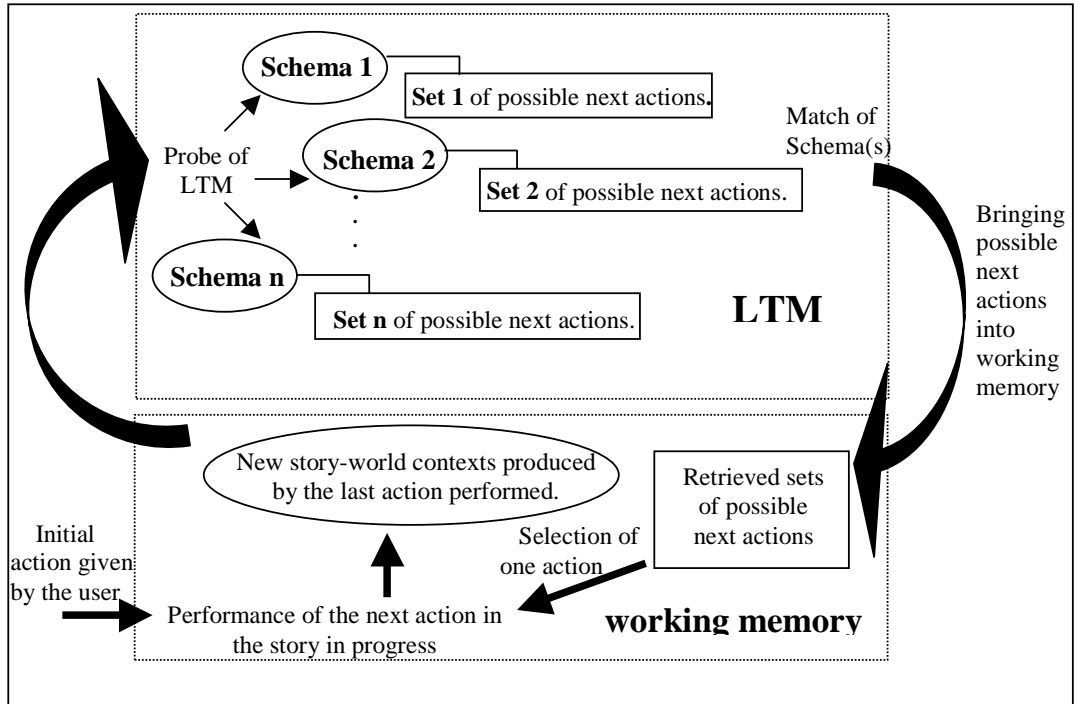 Schema 1
Set 1 of possible next actions.
Match of
Schema(s)
Probe of
LTM
Schema 2
Set 2 of possible next actions.
.
.
.
Schema n
Set n of possible next actions.
LTM
Bringing
possible
next
actions
into
working
memory
New story-world contexts produced
by the last action performed.
Retrieved sets
of possible
next actions
Initial
action given
by the user
Selection of
one action
Performance of the next action in
the story in progress
working memory